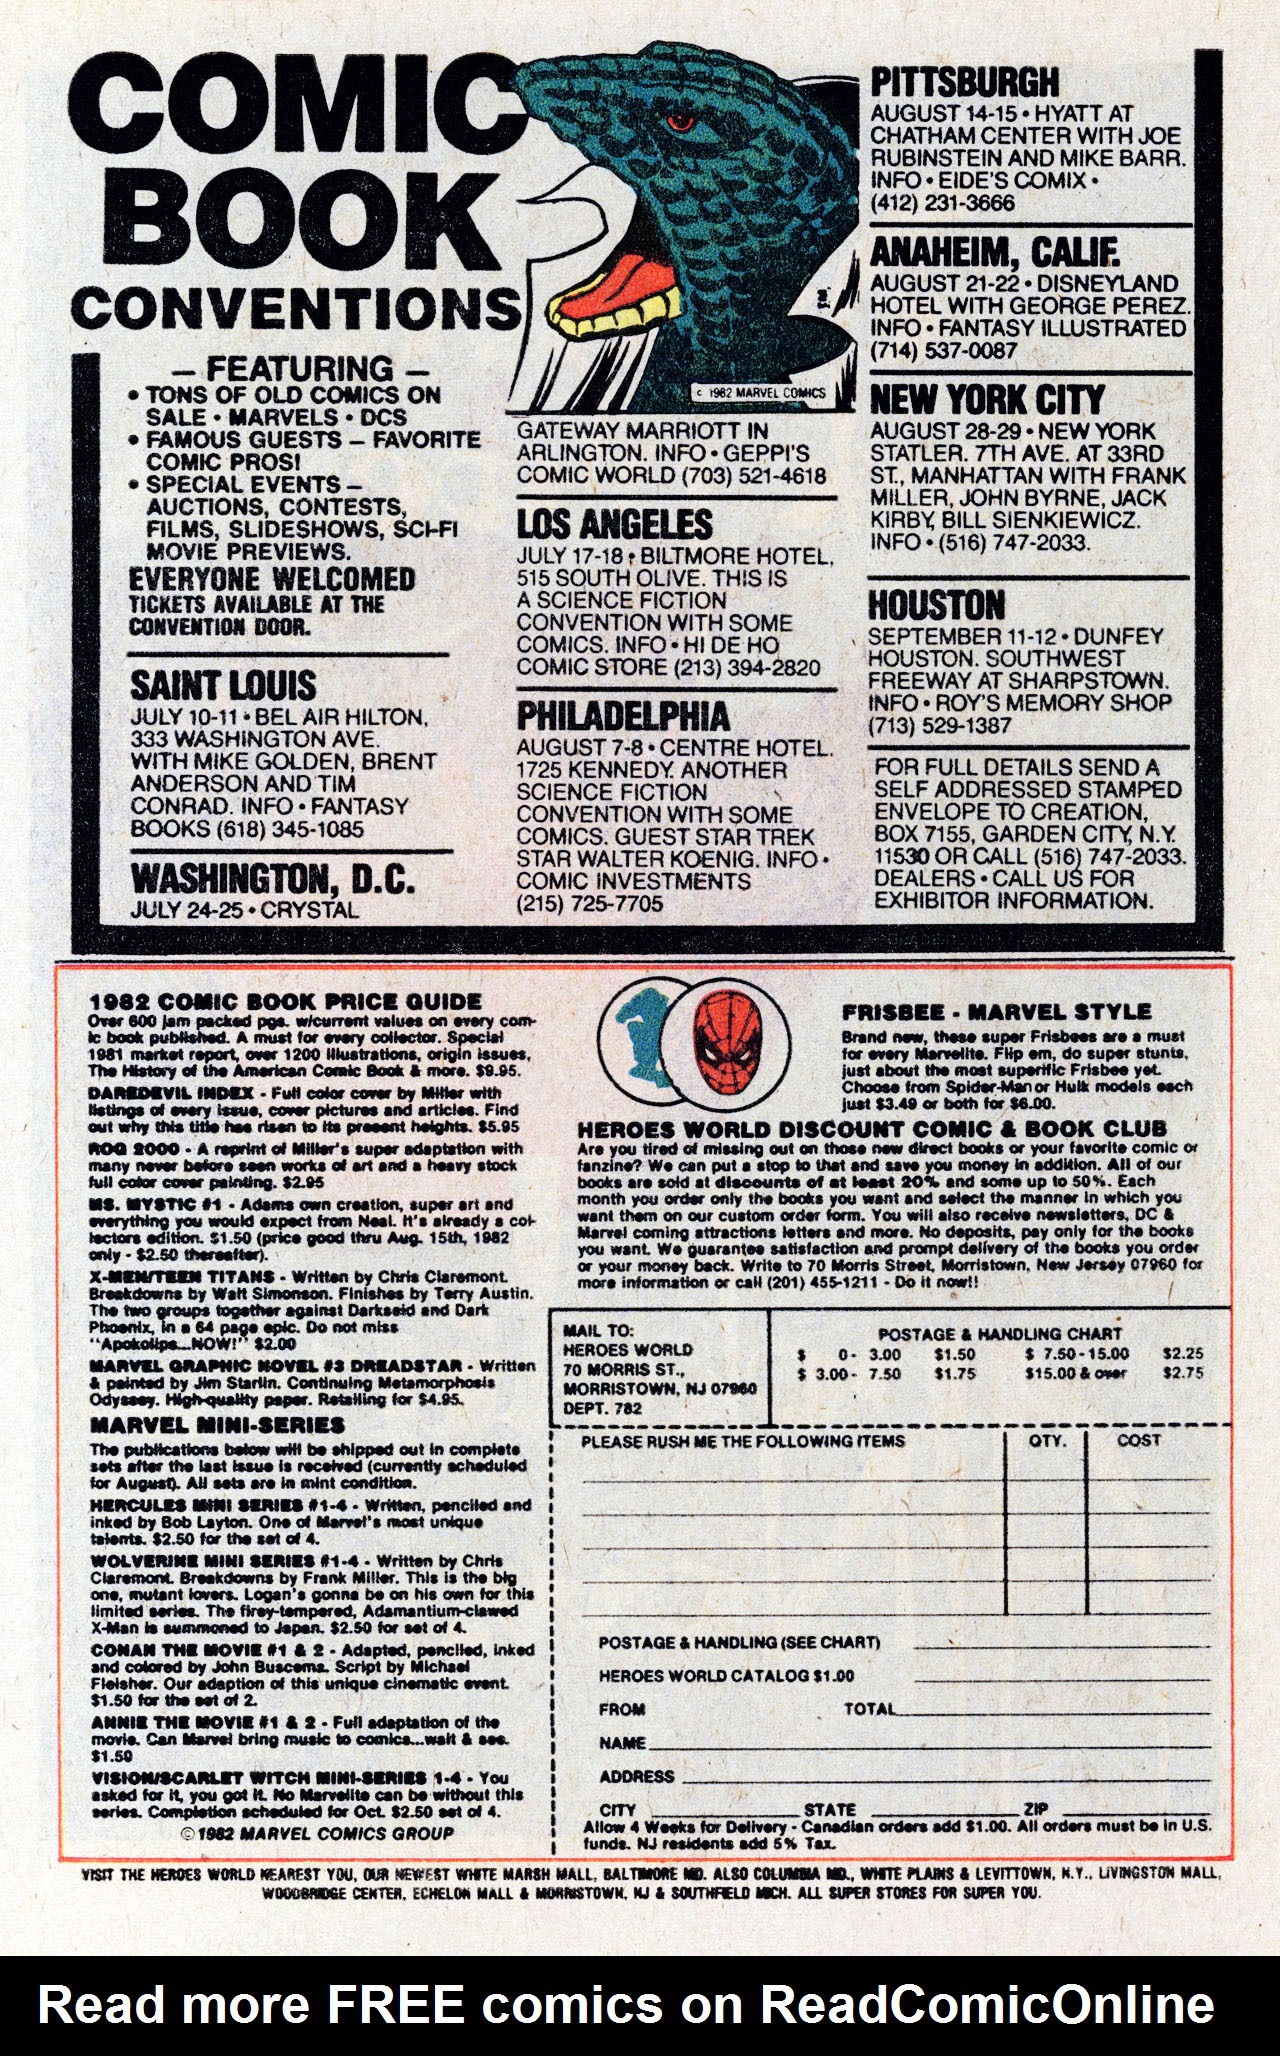 COMIC
BOOK
CONVENTIONS
— FEATURING —
• TONS OF OLD COMICS ON
SALE • MARVELS • DCS
• FAMOUS GUESTS — FAVORITE
COMIC PROS!
• SPECIAL EVENTS —
AUCTIONS, CONTESTS,
FILMS, SLIDESHOWS, SCI-FI
MOVIE PREVIEWS.
EVERYONE WELCOMED
TICKETS AVAILABLE AT THE
CONVENTION DOOR.
SAINT LOUIS
JULY 10-11 • BEL AIR HILTON,
333 WASHINGTON AVE.
WITH MIKE GOLDEN, BRENT
ANDERSON AND TIM
CONRAD. INFO • FANTASY
BOOKS (618) 345-1085
WASHINGTON, D.C.
JULY 24-25 • CRYSTAL
c 1982 MARVEL COMICS
GATEWAY MARRIOTT IN
ARLINGTON. INFO • GEPPI'S
COMIC WORLD (703) 521-4618
LOS ANGELES
JULY 17-18 • BILTMORE HOTEL,
515 SOUTH OLIVE. THIS IS
A SCIENCE FICTION
CONVENTION WITH SOME
COMICS. INFO • HI DE HO
COMIC STORE (213) 394-2820
PHILADELPHIA
AUGUST 7-8 • CENTRE HOTEL.
1725 KENNEDY. ANOTHER
SCIENCE FICTION
CONVENTION WITH SOME
COMICS. GUEST STAR TREK
STAR WALTER KOENIG. INFO •
COMIC INVESTMENTS
(215) 725-7705
PITTSBURGH
AUGUST 14-15 • HYATT AT
CHATHAM CENTER WITH JOE
RUBINSTEIN AND MIKE BARR.
INFO • EIDE'S COMIX •
(412) 231-3666
ANAHEIM, CALIF.
AUGUST 21-22 • DISNEYLAND
HOTEL WITH GEORGE PEREZ.
INFO • FANTASY ILLUSTRATED
(714) 537-0087
NEW YORK CITY
AUGUST 28-29 • NEW YORK
STATLER. 7TH AVE. AT 33RD
ST., MANHATTAN WITH FRANK
MILLER, JOHN BYRNE, JACK
KIRBY, BILL SIENKIEWICZ.
INFO • (516) 747-2033.
HOUSTON
SEPTEMBER 11-12 • DUNFEY
HOUSTON. SOUTHWEST
FREEWAY AT SHARPSTOWN.
INFO • ROY'S MEMORY SHOP
(713) 529-1387
FOR FULL DETAILS SEND A
SELF ADDRESSED STAMPED
ENVELOPE TO CREATION,
BOX 7155, GARDEN CITY, N.Y.
11530 OR CALL (516) 747-2033.
DEALERS • CALL US FOR
EXHIBITOR INFORMATION.
1982 COMIC BOOK PRICE GUIDE
Over 600 jam packed pgs. w/current values on every com-
ic book published. A must for every collector. Special
1981 market report, over 1200 illustrations, origin issues,
The History of the American Comic Book & more. $9.95.
DAREDEVIL INDEX - Full color cover by Miller with
listings of every issue, cover pictures and articles. Find
out why this title has risen to its present heights. $5.95
ROG 2000 - A reprint of Miller's super adaptation with
many never before seen works of art and a heavy stock
full color cover painting. $2.95
MS. MYSTIC #1 - Adams own creation, super art and
everything you would expect from Neal. It's already a col-
lectors edition. $1.50 (price good thru Aug. 15th, 1982
only - $2.50 thereafter).
X-MEN/TEEN TITANS - Written by Chris Claremont.
Breakdowns by Walt Simonson. Finishes by Terry Austin.
The two groups together against Darkseid and Dark
Phoenix, in a 64 page epic. Do not miss
"Apokolips...NOW!" $2.00
MARVEL GRAPHIC NOVEL #3 DREADSTAR - Written
& painted by Jim Starlin. Continuing Metamorphosis
Odyssey. High-quality paper. Retailing for $4.95.
MARVEL MINI-SERIES
The publications below will be shipped out in complete
sets after the last issue is received (currently scheduled
for August). All sets are in mint condition.
HERCULES MINI SERIES #1-4 - Written, penciled and
inked by Bob Layton. One of Marvel's most unique
talents. $2.50 for the set of 4.
WOLVERINE MINI SERIES #1-4 - Written by Chris
Claremont. Breakdowns by Frank Miller. This is the big
one, mutant lovers. Logan's gonna be on his own for this
limited series. The firey-tempered, Adamantium-clawed
X-Man is summoned to Japan. $2.50 for set of 4.
CONAN THE MOVIE #1 & 2 - Adapted, penciled, inked
and colored by John Buscema. Script by Michael
Fleisher. Our adaption of this unique cinematic event.
$1.50 for the set of 2.
ANNIE THE MOVIE #1 & 2 - Full adaptation of the
movie. Can Marvel bring music to comics...wait & see.
$1.50
VISION/SCARLET WITCH MINI-SERIES 1-4 - You
asked for it, you got it. No Marvelite can be without this
series. Completion scheduled for Oct. $2.50 set of 4.
©1982 MARVEL COMICS GROUP
FRISBEE - MARVEL STYLE
Brand new, these super Frisbees are a must
for every Marvelite. Flip em, do super stunts,
just about the most superific Frisbee yet.
Choose from Spider-Man or Hulk models each
just $3.49 or both for $6.00.
HEROES WORLD DISCOUNT COMIC & BOOK CLUB
Are you tired of missing out on those new direct books or your favorite comic or
fanzine? We can put a stop to that and save you money in addition. All of our
books are sold at discounts of at least 20% and some up to 50%. Each
month you order only the books you want and select the manner in which you
want them on our custom order form. You will also receive newsletters, DC &
Marvel coming attractions letters and more. No deposits, pay only for the books
you want. We guarantee satisfaction and prompt delivery of the books you order
or your money back. Write to 70 Morris Street, Morristown, New Jersey 07960 for
more information or call (201) 455-1211 - Do it now!!
MAIL TO:
HEROES WORLD
70 MORRIS ST.,
MORRISTOWN, NJ 07960
DEPT. 782
POSTAGE & HANDLING CHART
$ 0- 3.00 $1.50 $ 7.50-15.00 $2.25
$ 3.00- 7.50 $1.75 $15.00 & over $2.75
PLEASE RUSH ME THE FOLLOWING ITEMS QTY. COST
POSTAGE & HANDLING (SEE CHART)
HEROES WORLD CATALOG $1.00
FROM TOTAL
NAME
ADDRESS
CITY STATE ZIP
Allow 4 Weeks for Delivery - Canadian orders add $1.00. All orders must be in U.S.
funds. NJ residents add 5% Tax.
VISIT THE HEROES WORLD NEAREST YOU, OUR NEWEST WHITE MARSH MALL, BALTIMORE MD. ALSO COLUMBIA MD., WHITE PLAINS & LEVITTOWN, N.Y., LIVINGSTON MALL,
WOODBRIDGE CENTER, ECHELON MALL & MORRISTOWN, NJ & SOUTHFIELD MICH. ALL SUPER STORES FOR SUPER YOU.
Read more FREE comics on ReadComicOnline